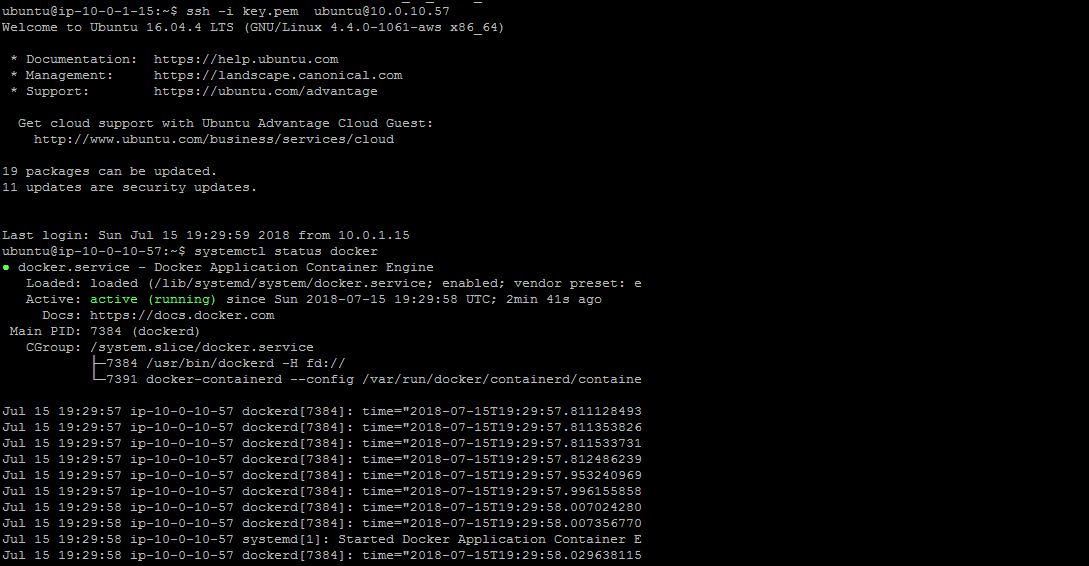 ubuntu@ip-10-0-1-15:~$ ssh -i key.pem  ubuntu@10.0.10.57
Welcome to Ubuntu 16.04.4 LTS (GNU/Linux 4.4.0-1061-aws x86_64)

 * Documentation:  https://help.ubuntu.com
 * Management:     https://landscape.canonical.com
 * Support:        https://ubuntu.com/advantage

  Get cloud support with Ubuntu Advantage Cloud Guest:
    http://www.ubuntu.com/business/services/cloud

19 packages can be updated.
11 updates are security updates.


Last login: Sun Jul 15 19:29:59 2018 from 10.0.1.15
ubuntu@ip-10-0-10-57:~$ systemctl status docker
● docker.service - Docker Application Container Engine
   Loaded: loaded (/lib/systemd/system/docker.service; enabled; vendor preset: e
   Active: active (running) since Sun 2018-07-15 19:29:58 UTC; 2min 41s ago
     Docs: https://docs.docker.com
 Main PID: 7384 (dockerd)
   CGroup: /system.slice/docker.service
           ├─7384 /usr/bin/dockerd -H fd://
           └─7391 docker-containerd --config /var/run/docker/containerd/containe

Jul 15 19:29:57 ip-10-0-10-57 dockerd[7384]: time="2018-07-15T19:29:57.811128493
Jul 15 19:29:57 ip-10-0-10-57 dockerd[7384]: time="2018-07-15T19:29:57.811353826
Jul 15 19:29:57 ip-10-0-10-57 dockerd[7384]: time="2018-07-15T19:29:57.811533731
Jul 15 19:29:57 ip-10-0-10-57 dockerd[7384]: time="2018-07-15T19:29:57.812486239
Jul 15 19:29:57 ip-10-0-10-57 dockerd[7384]: time="2018-07-15T19:29:57.953240969
Jul 15 19:29:57 ip-10-0-10-57 dockerd[7384]: time="2018-07-15T19:29:57.996155858
Jul 15 19:29:58 ip-10-0-10-57 dockerd[7384]: time="2018-07-15T19:29:58.007024280
Jul 15 19:29:58 ip-10-0-10-57 dockerd[7384]: time="2018-07-15T19:29:58.007356770
Jul 15 19:29:58 ip-10-0-10-57 systemd[1]: Started Docker Application Container E
Jul 15 19:29:58 ip-10-0-10-57 dockerd[7384]: time="2018-07-15T19:29:58.029638115